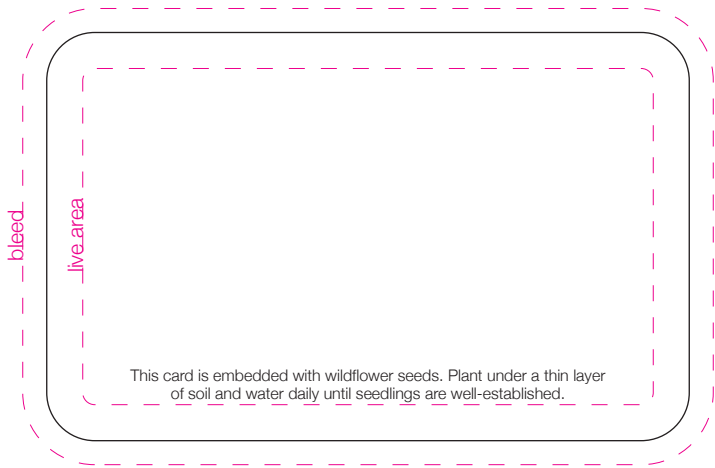 bleed
live area
This card is embedded with wildflower seeds. Plant under a thin layer
of soil and water daily until seedlings are well-established.